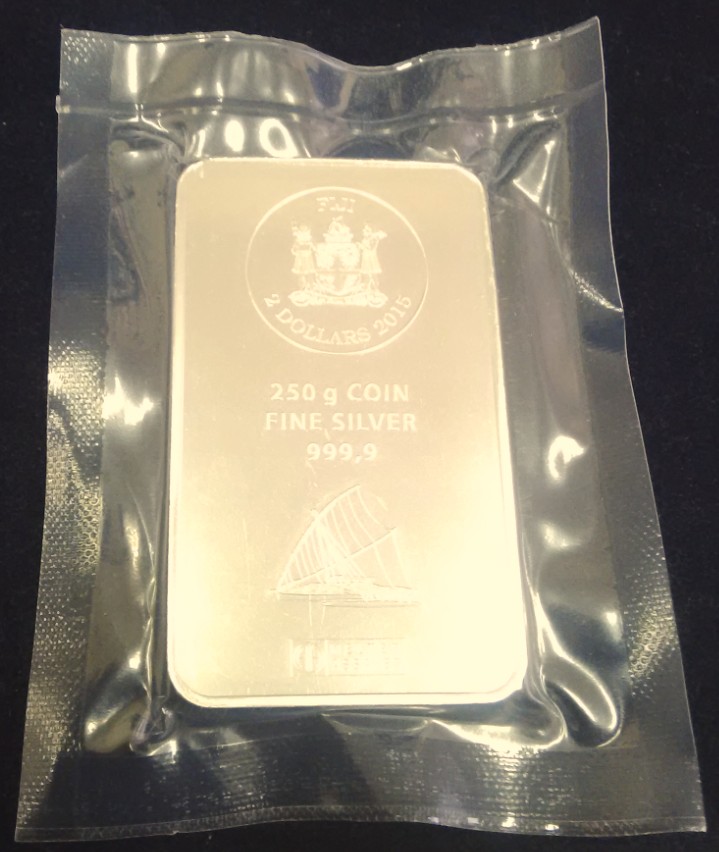 FIJI
2 DOLLARS 2015
250 g COIN
FINE SILVER
999,9